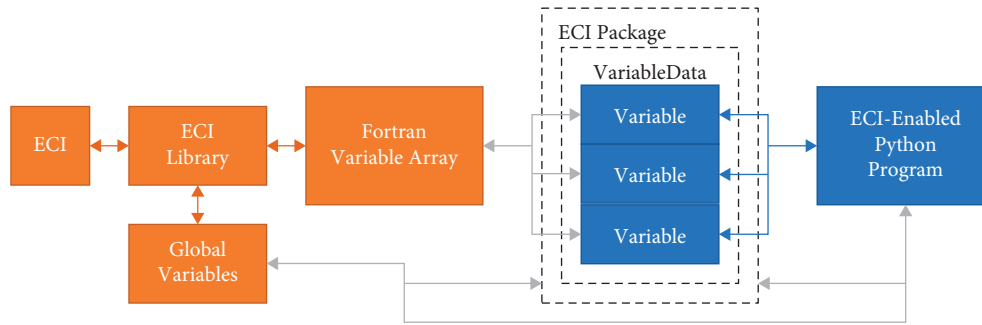 ECI Package
VariableData
ECI
ECI
Library
Fortran
Variable Array
Variable
Variable
Variable
ECI-Enabled
Python
Program
Global
Variables